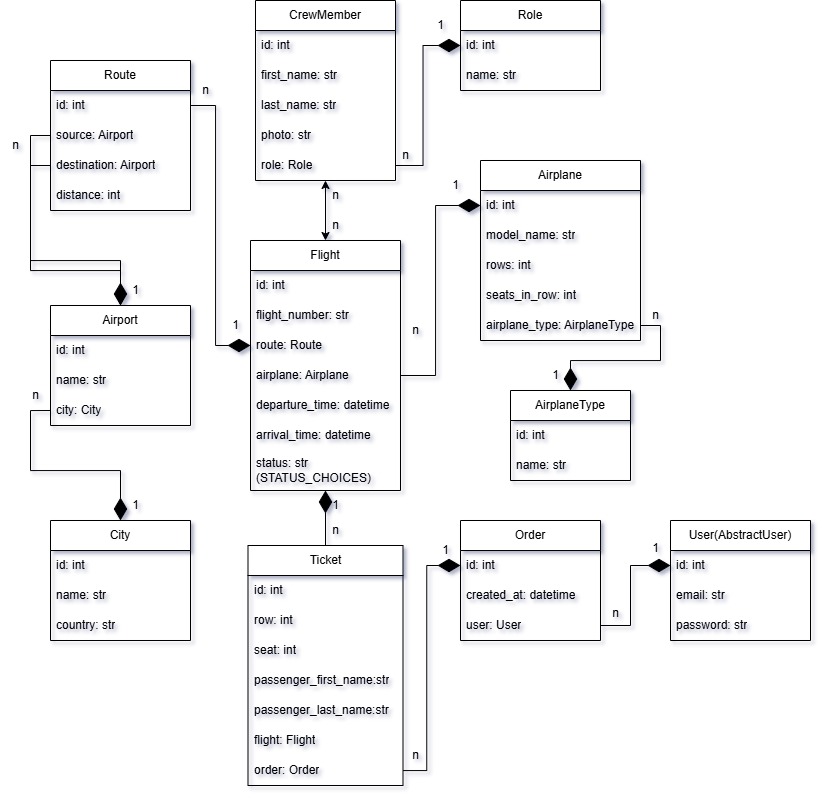 CrewMember
id: int
first_name: str
last_name: str
photo: str
role: Role
n
1
Role
id: int
name: str
Route
id: int
source: Airport
destination: Airport
distance: int
n
n
1
Airport
id: int
name: str
city: City
n
1
City
id: int
name: str
country: str
n
n
1
Flight
id: int
flight_number: str
route: Route
airplane: Airplane
departure_time: datetime
arrival_time: datetime
status: str
(STATUS_CHOICES)
n
1
Airplane
id: int
model_name: str
rows: int
seats_in_row: int
airplane_type: AirplaneType
n
1
AirplaneType
id: int
name: str
1
n
Ticket
id: int
row: int
seat: int
passenger_first_name:str
passenger_last_name:str
flight: Flight
order: Order
n
1
Order
id: int
created_at: datetime
user: User
n
1
User(AbstractUser)
id: int
email: str
password: str